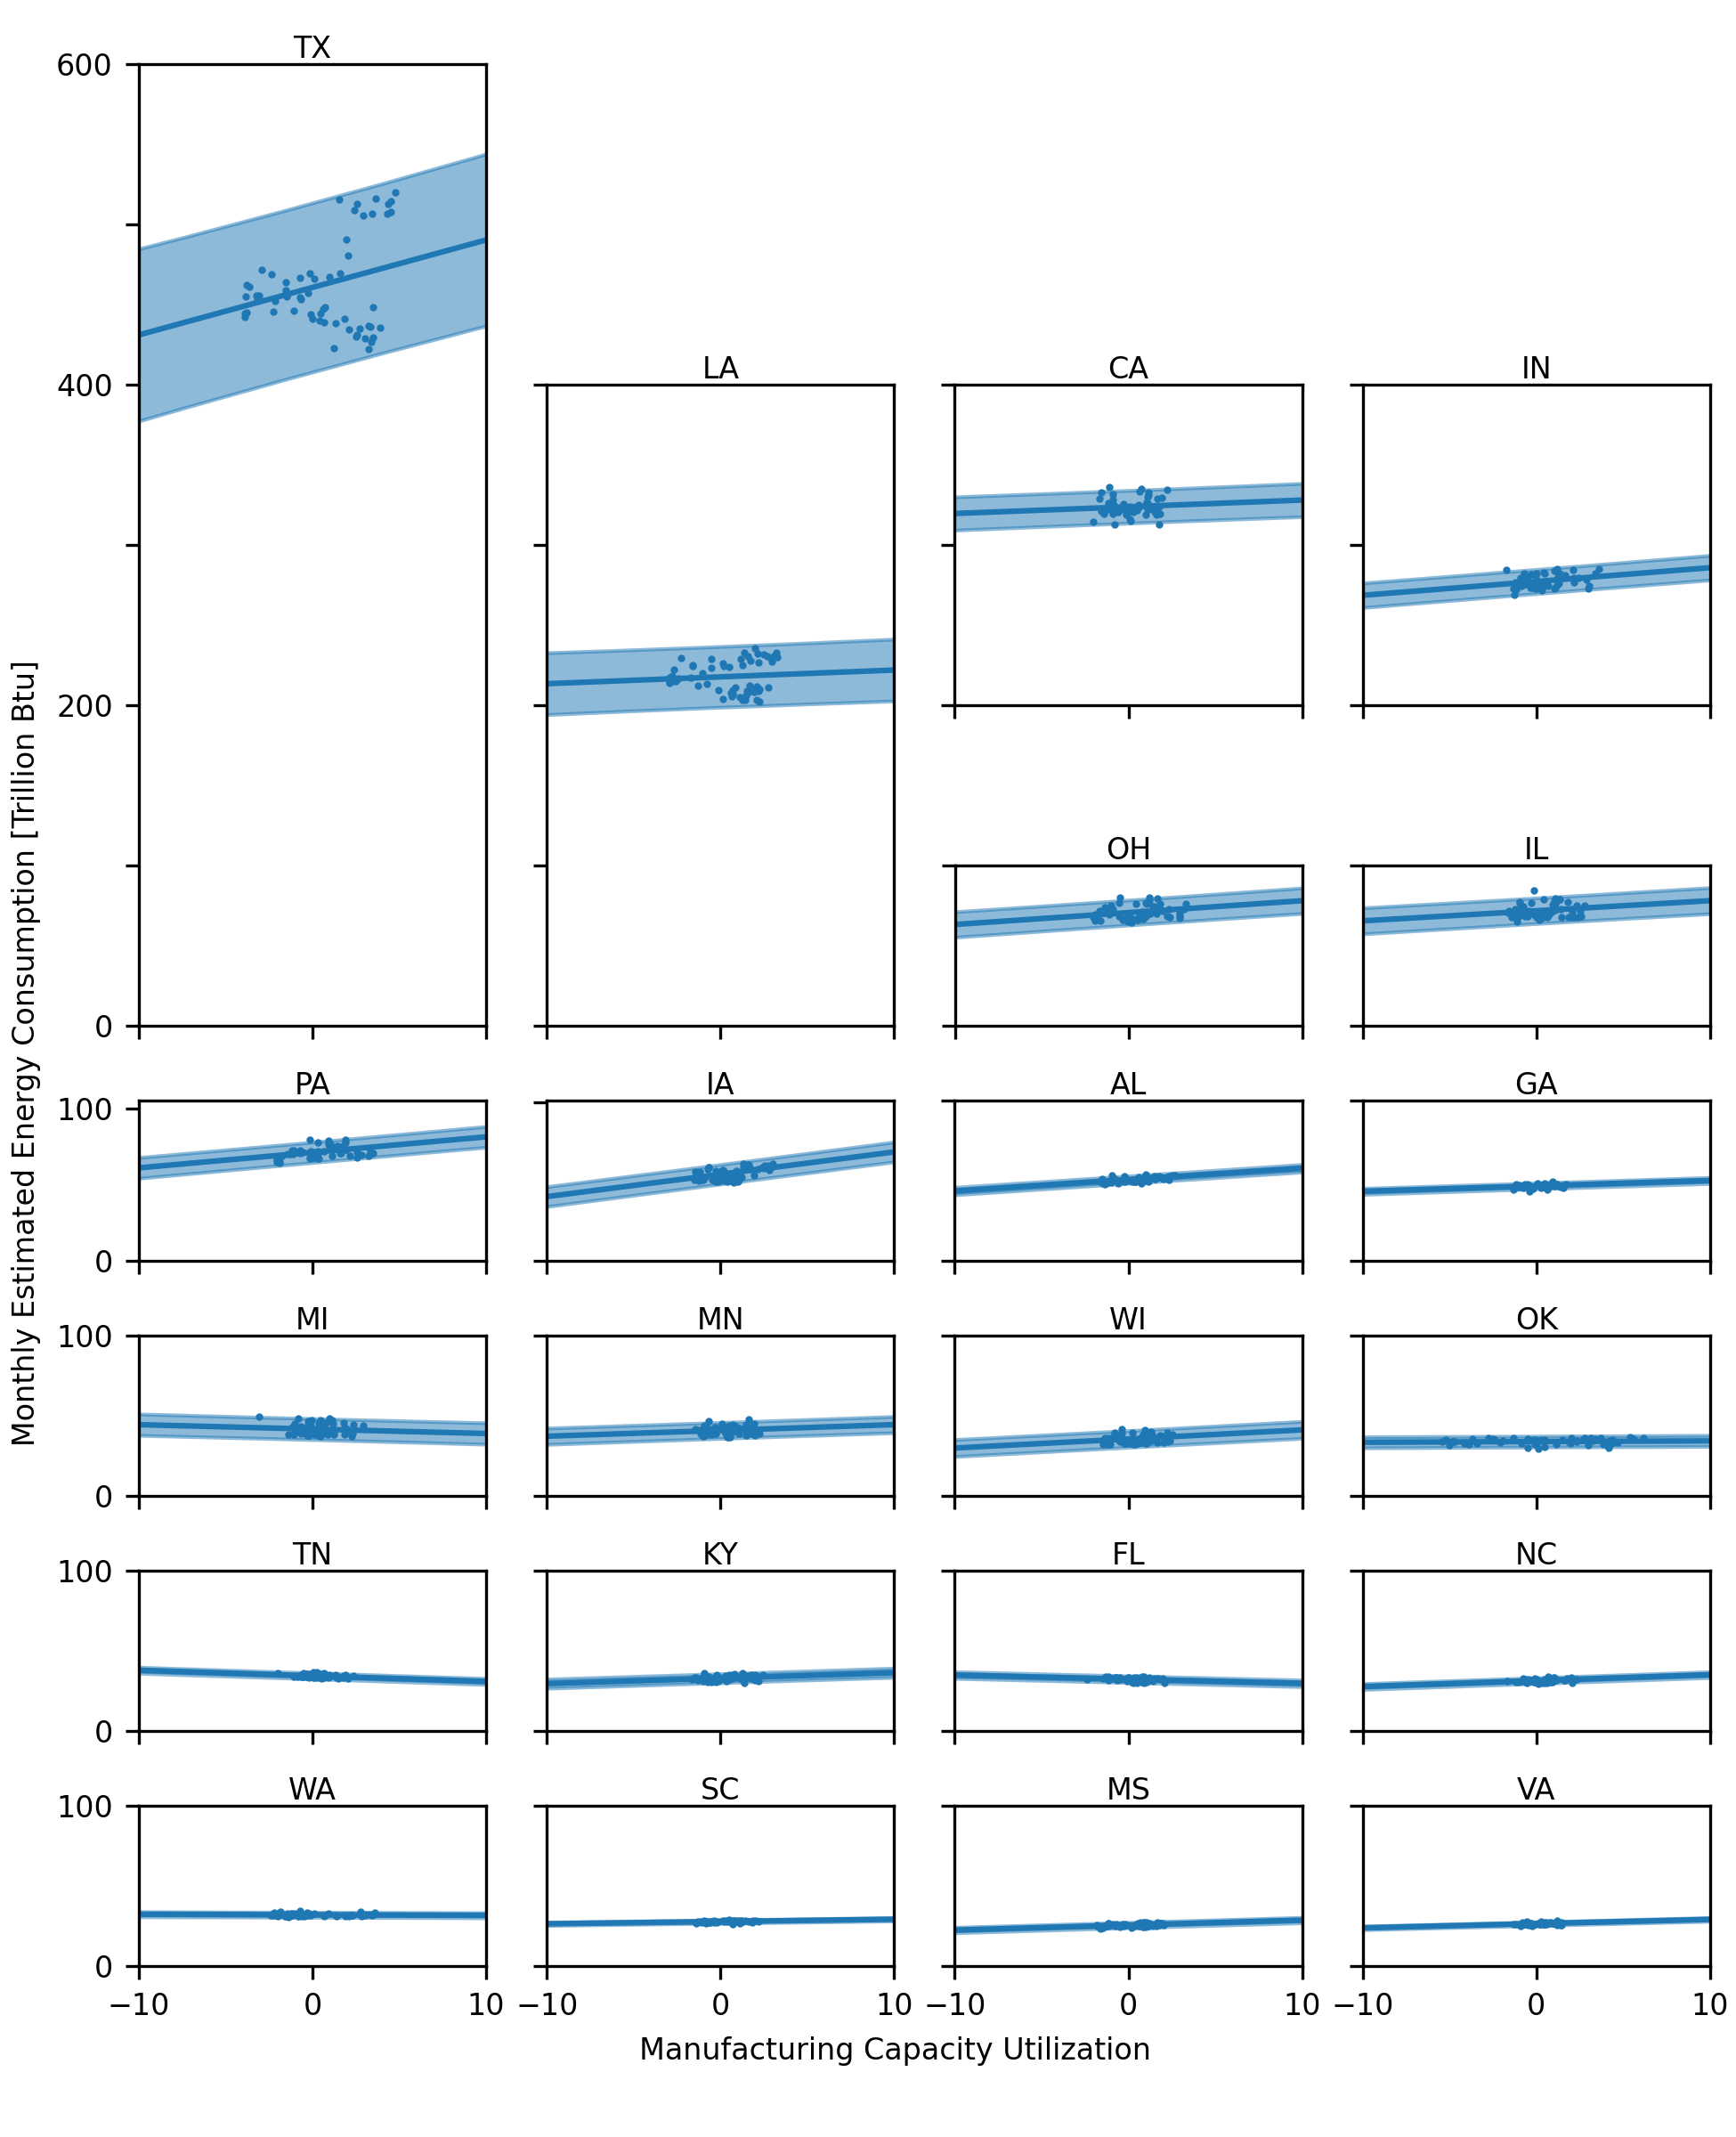 TX
600
400
200
0
LA
CA
IN
OH
IL
Monthly Estimated Energy Consumption [Trillion Btu]
PA
IA
AL
GA
100
0
MI
MN
WI
OK
100
0
TN
KY
FL
NC
100
0
WA
SC
MS
VA
100
0
−10 0 10 −10 0 10 −10 0 10 −10 0 10
Manufacturing Capacity Utilization